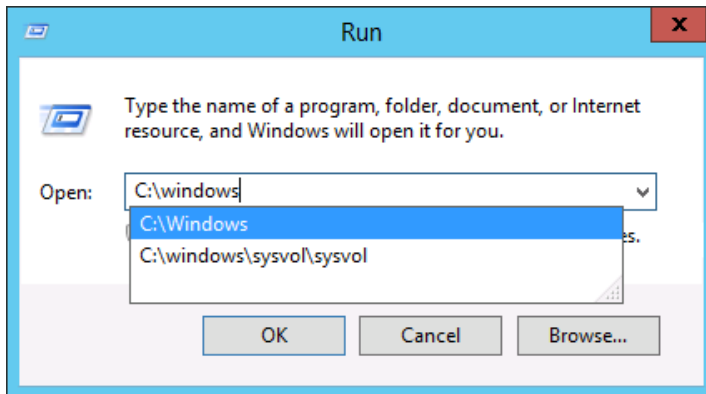 Run
x
Type the name of a program, folder, document, or Internet
resource, and Windows will open it for you.
Open:
C:\windows
C:\Windows
es.
C:\windows\sysvol\sysvol
OK
Cancel
Browse...